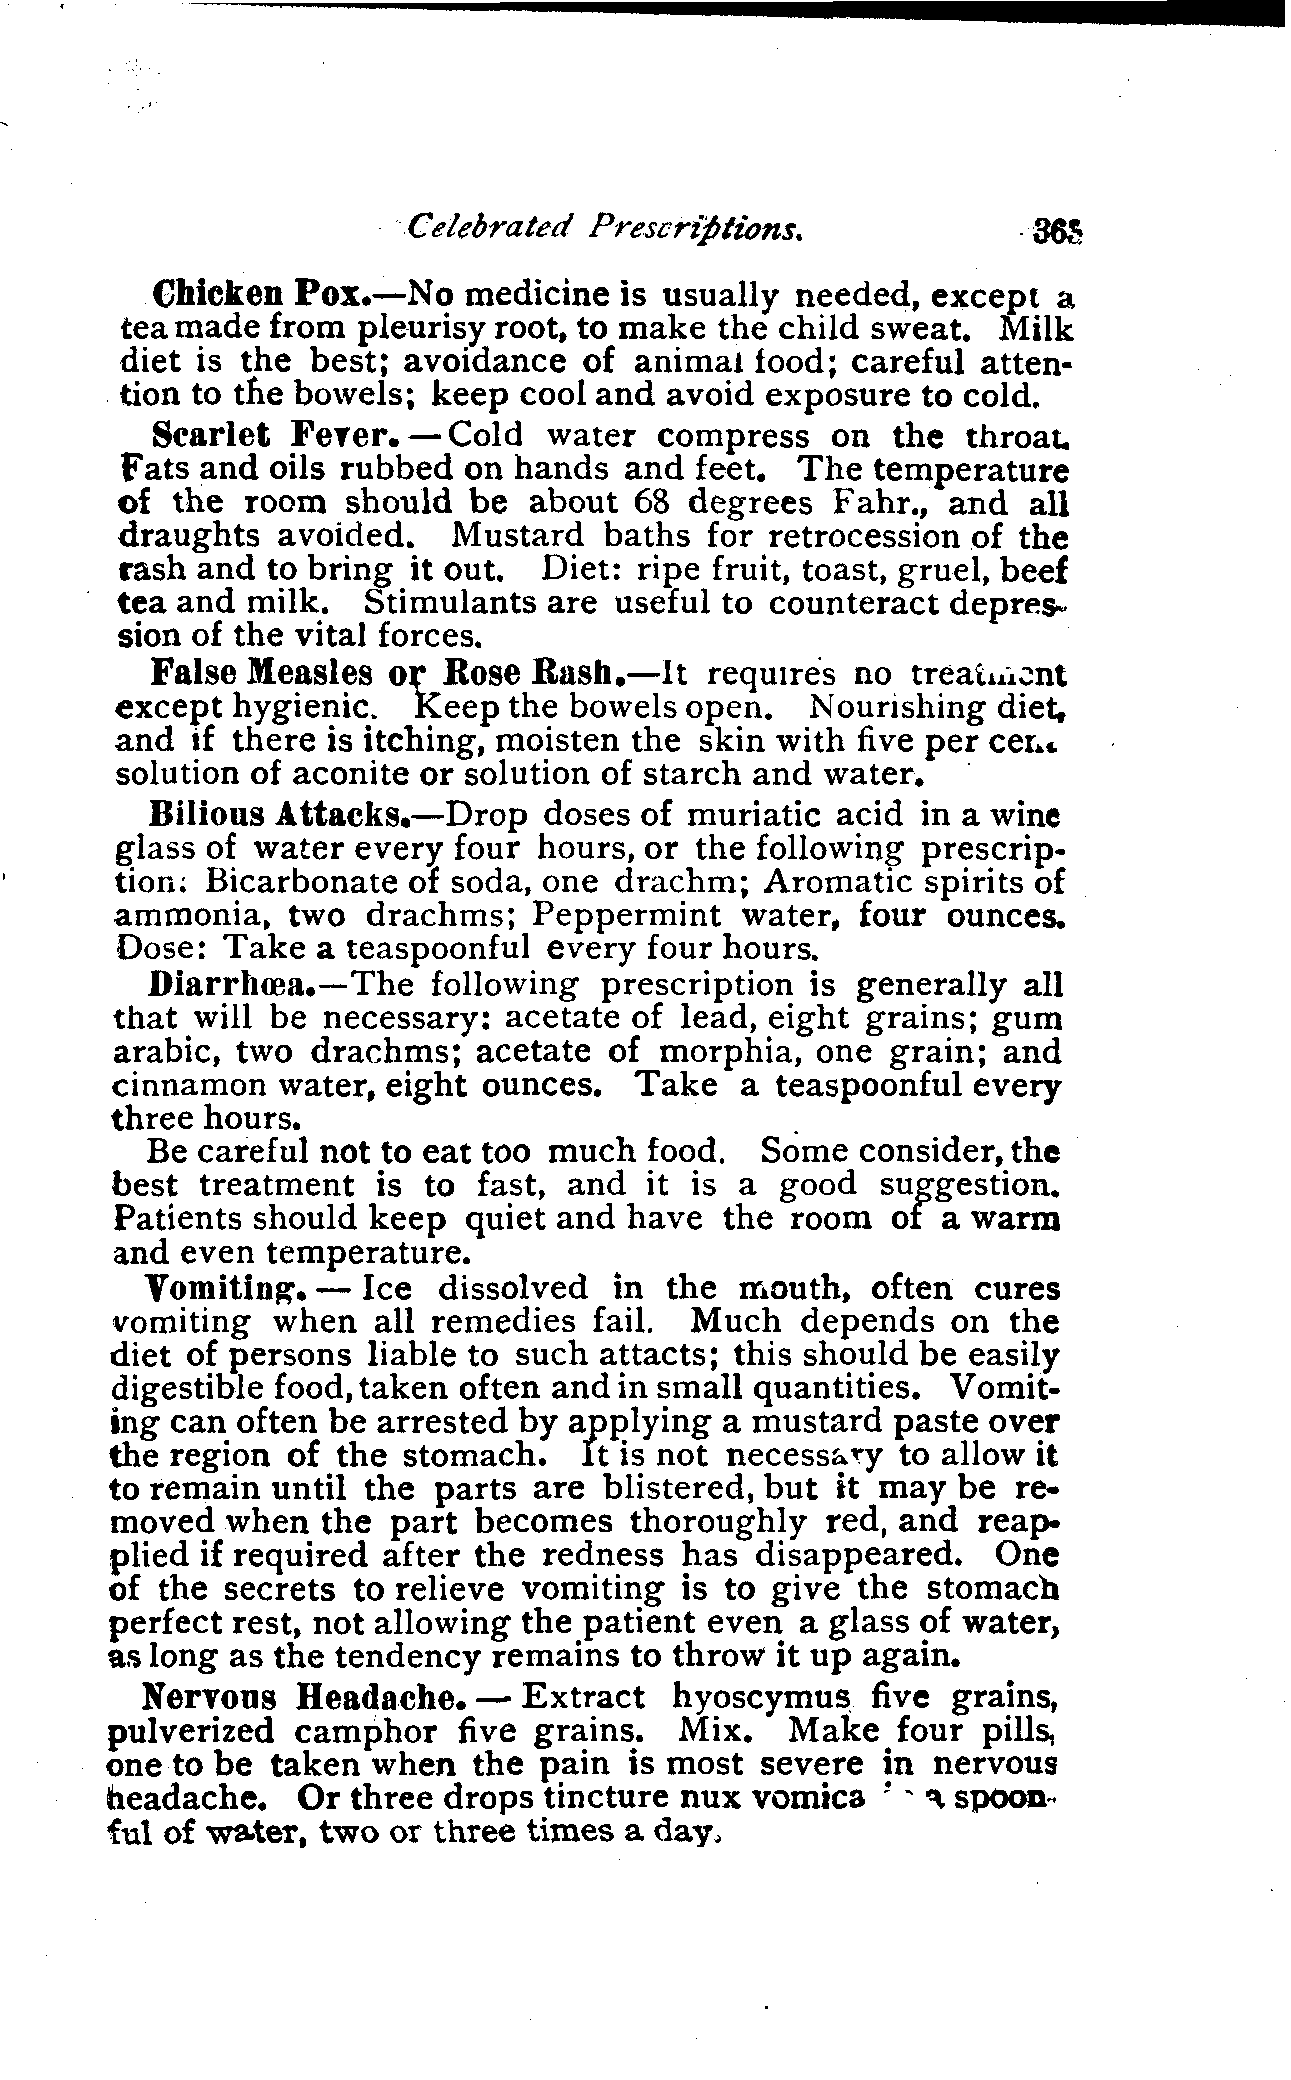 Celebrated Prescriptions. 365
Chicken Pox.—No medicine is usually needed, except a
tea made from pleurisy root, to make the child sweat. Milk
diet is the best; avoidance of animal food; careful atten-
tion to the bowels; keep cool and avoid exposure to cold.
Scarlet Fever. — Cold water compress on the throat.
Fats and oils rubbed on hands and feet. The temperature
of the room should be about 68 degrees Fahr., and all
draughts avoided. Mustard baths for retrocession of the
rash and to bring it out. Diet: ripe fruit, toast, gruel, beef
tea and milk. Stimulants are useful to counteract depres-
sion of the vital forces.
False Measles or Rose Rash.—It requires no treatment
except hygienic. Keep the bowels open. Nourishing diet,
and if there is itching, moisten the skin with five per cent
solution of aconite or solution of starch and water.
Bilious Attacks.—Drop doses of muriatic acid in a wine
glass of water every four hours, or the following prescrip-
tion: Bicarbonate of soda, one drachm; Aromatic spirits of
ammonia, two drachms; Peppermint water, four ounces.
Dose: Take a teaspoonful every four hours.
Diarrhœa.—The following prescription is generally all
that will be necessary: acetate of lead, eight grains; gum
arabic, two drachms; acetate of morphia, one grain; and
cinnamon water, eight ounces. Take a teaspoonful every
three hours.
Be careful not to eat too much food. Some consider, the
best treatment is to fast, and it is a good suggestion.
Patients should keep quiet and have the room of a warm
and even temperature.
Vomiting. — Ice dissolved in the mouth, often cures
vomiting when all remedies fail. Much depends on the
diet of persons liable to such attacts; this should be easily
digestible food, taken often and in small quantities. Vomit-
ing can often be arrested by applying a mustard paste over
the region of the stomach. It is not necessary to allow it
to remain until the parts are blistered, but it may be re-
moved when the part becomes thoroughly red, and reap-
plied if required after the redness has disappeared. One
of the secrets to relieve vomiting is to give the stomach
perfect rest, not allowing the patient even a glass of water,
as long as the tendency remains to throw it up again.
Nervous Headache. — Extract hyoscymus five grains,
pulverized camphor five grains. Mix. Make four pills,
one to be taken when the pain is most severe in nervous
headache. Or three drops tincture nux vomica a spoon-
ful of water, two or three times a day.